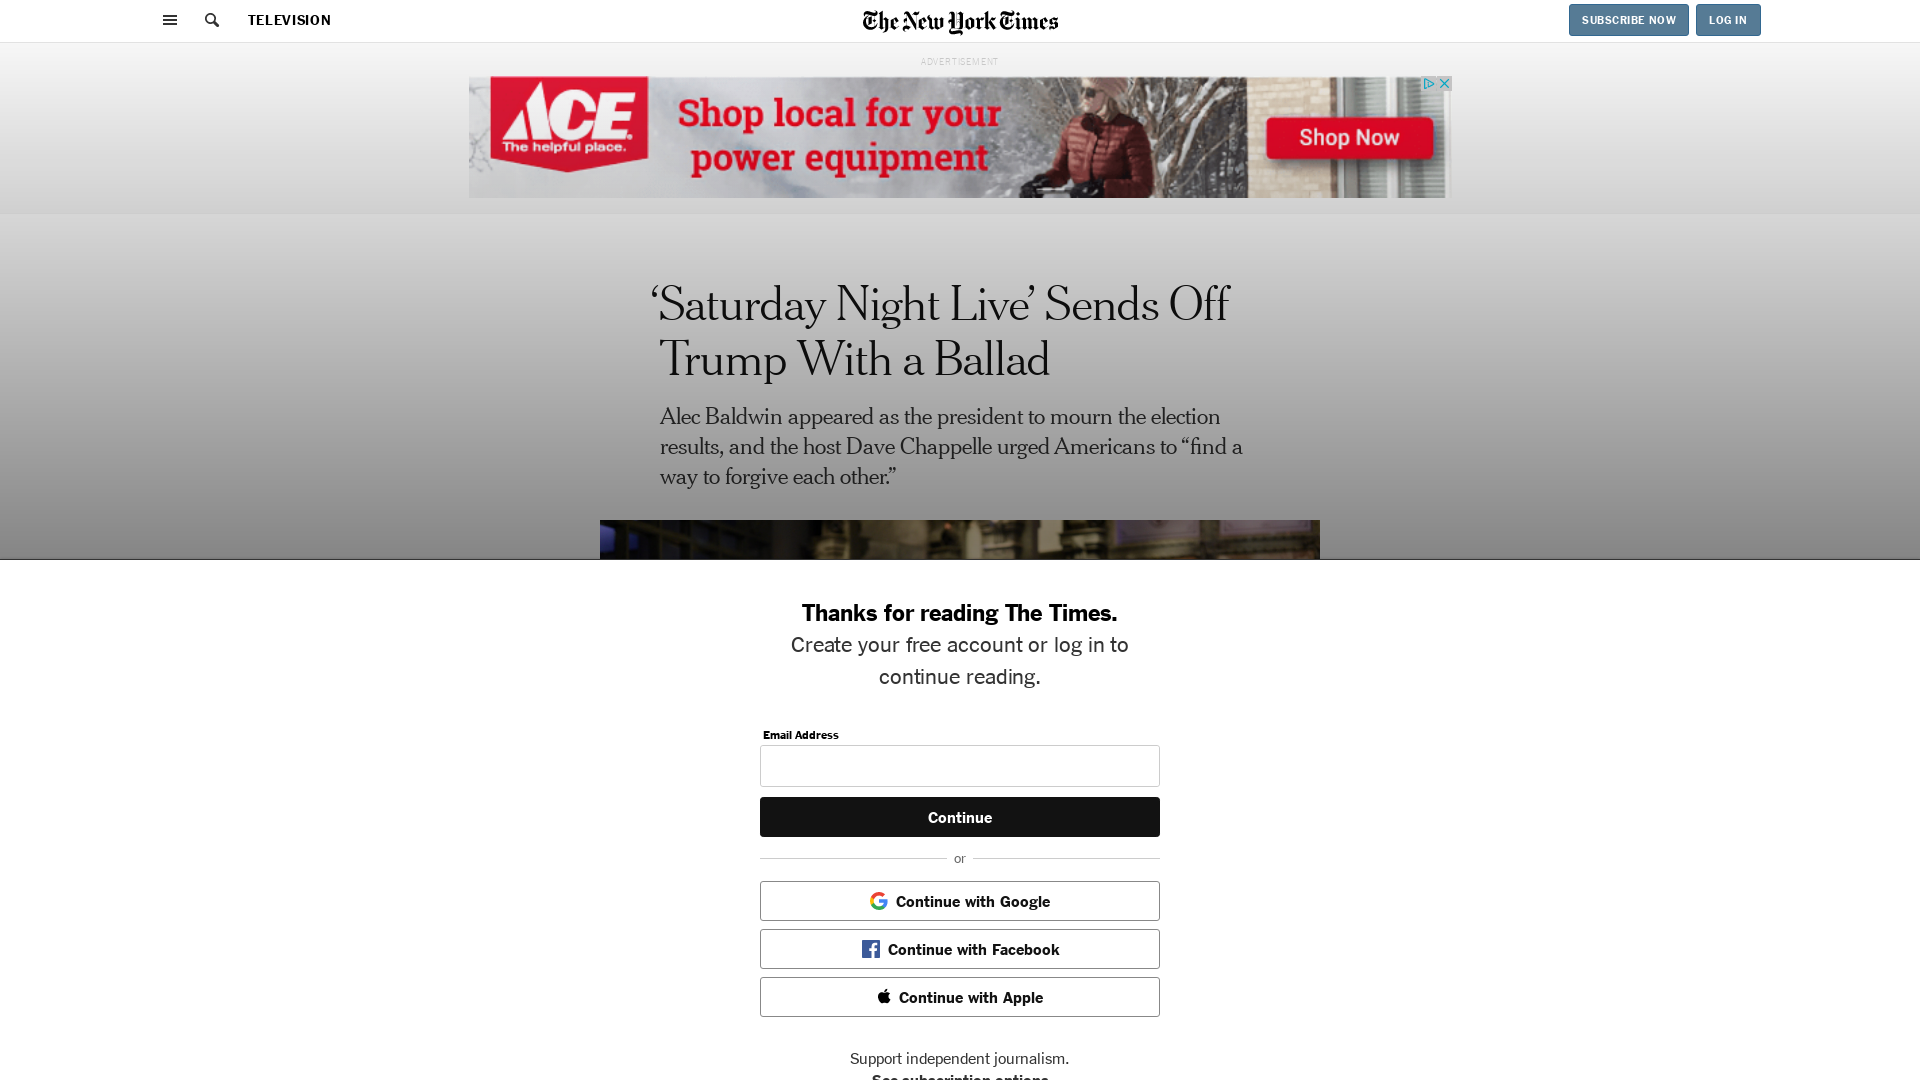 TELEVISION
The New York Times
SUBSCRIBE NOW
LOG IN
ADVERTISEMENT
ACE
The helpful place.
Shop local for your
power equipment
Shop Now
‘Saturday Night Live’ Sends Off
Trump With a Ballad
Alec Baldwin appeared as the president to mourn the election
results, and the host Dave Chappelle urged Americans to “find a
way to forgive each other.”
Thanks for reading The Times.
Create your free account or log in to
continue reading.
Email Address
Continue
or
Continue with Google
Continue with Facebook
Continue with Apple
Support independent journalism.
See subscription options